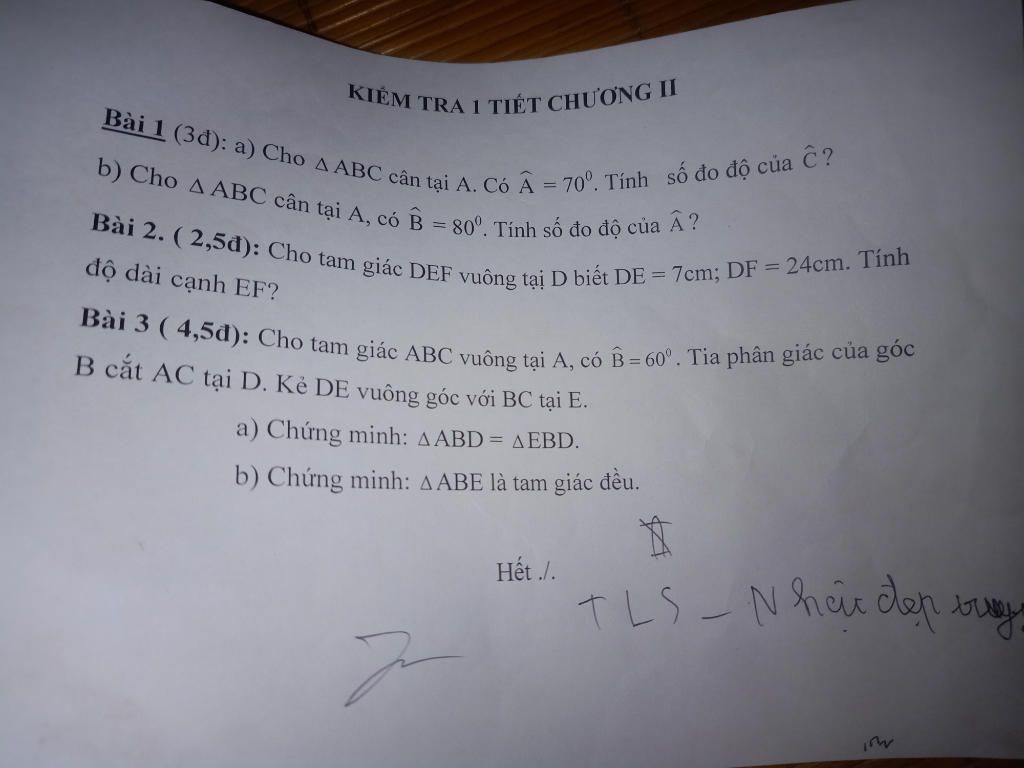 KIỂM TRA 1 TIẾT CHƯƠNG II
Bài 1 (3đ): a) Cho Δ ABC cân tại A. Có Â = 70⁰. Tính số đo độ của Ĉ ?
b) Cho Δ ABC cân tại A, có B̂ = 80⁰. Tính số đo độ của Â ?
Bài 2. ( 2,5đ): Cho tam giác DEF vuông tại D biết DE = 7cm; DF = 24cm. Tính
độ dài cạnh EF?
Bài 3 ( 4,5đ): Cho tam giác ABC vuông tại A, có B̂ = 60⁰ . Tia phân giác của góc
B cắt AC tại D. Kẻ DE vuông góc với BC tại E.
a) Chứng minh: Δ ABD = Δ EBD.
b) Chứng minh: Δ ABE là tam giác đều.
Hết ./.
TLS – đẹp